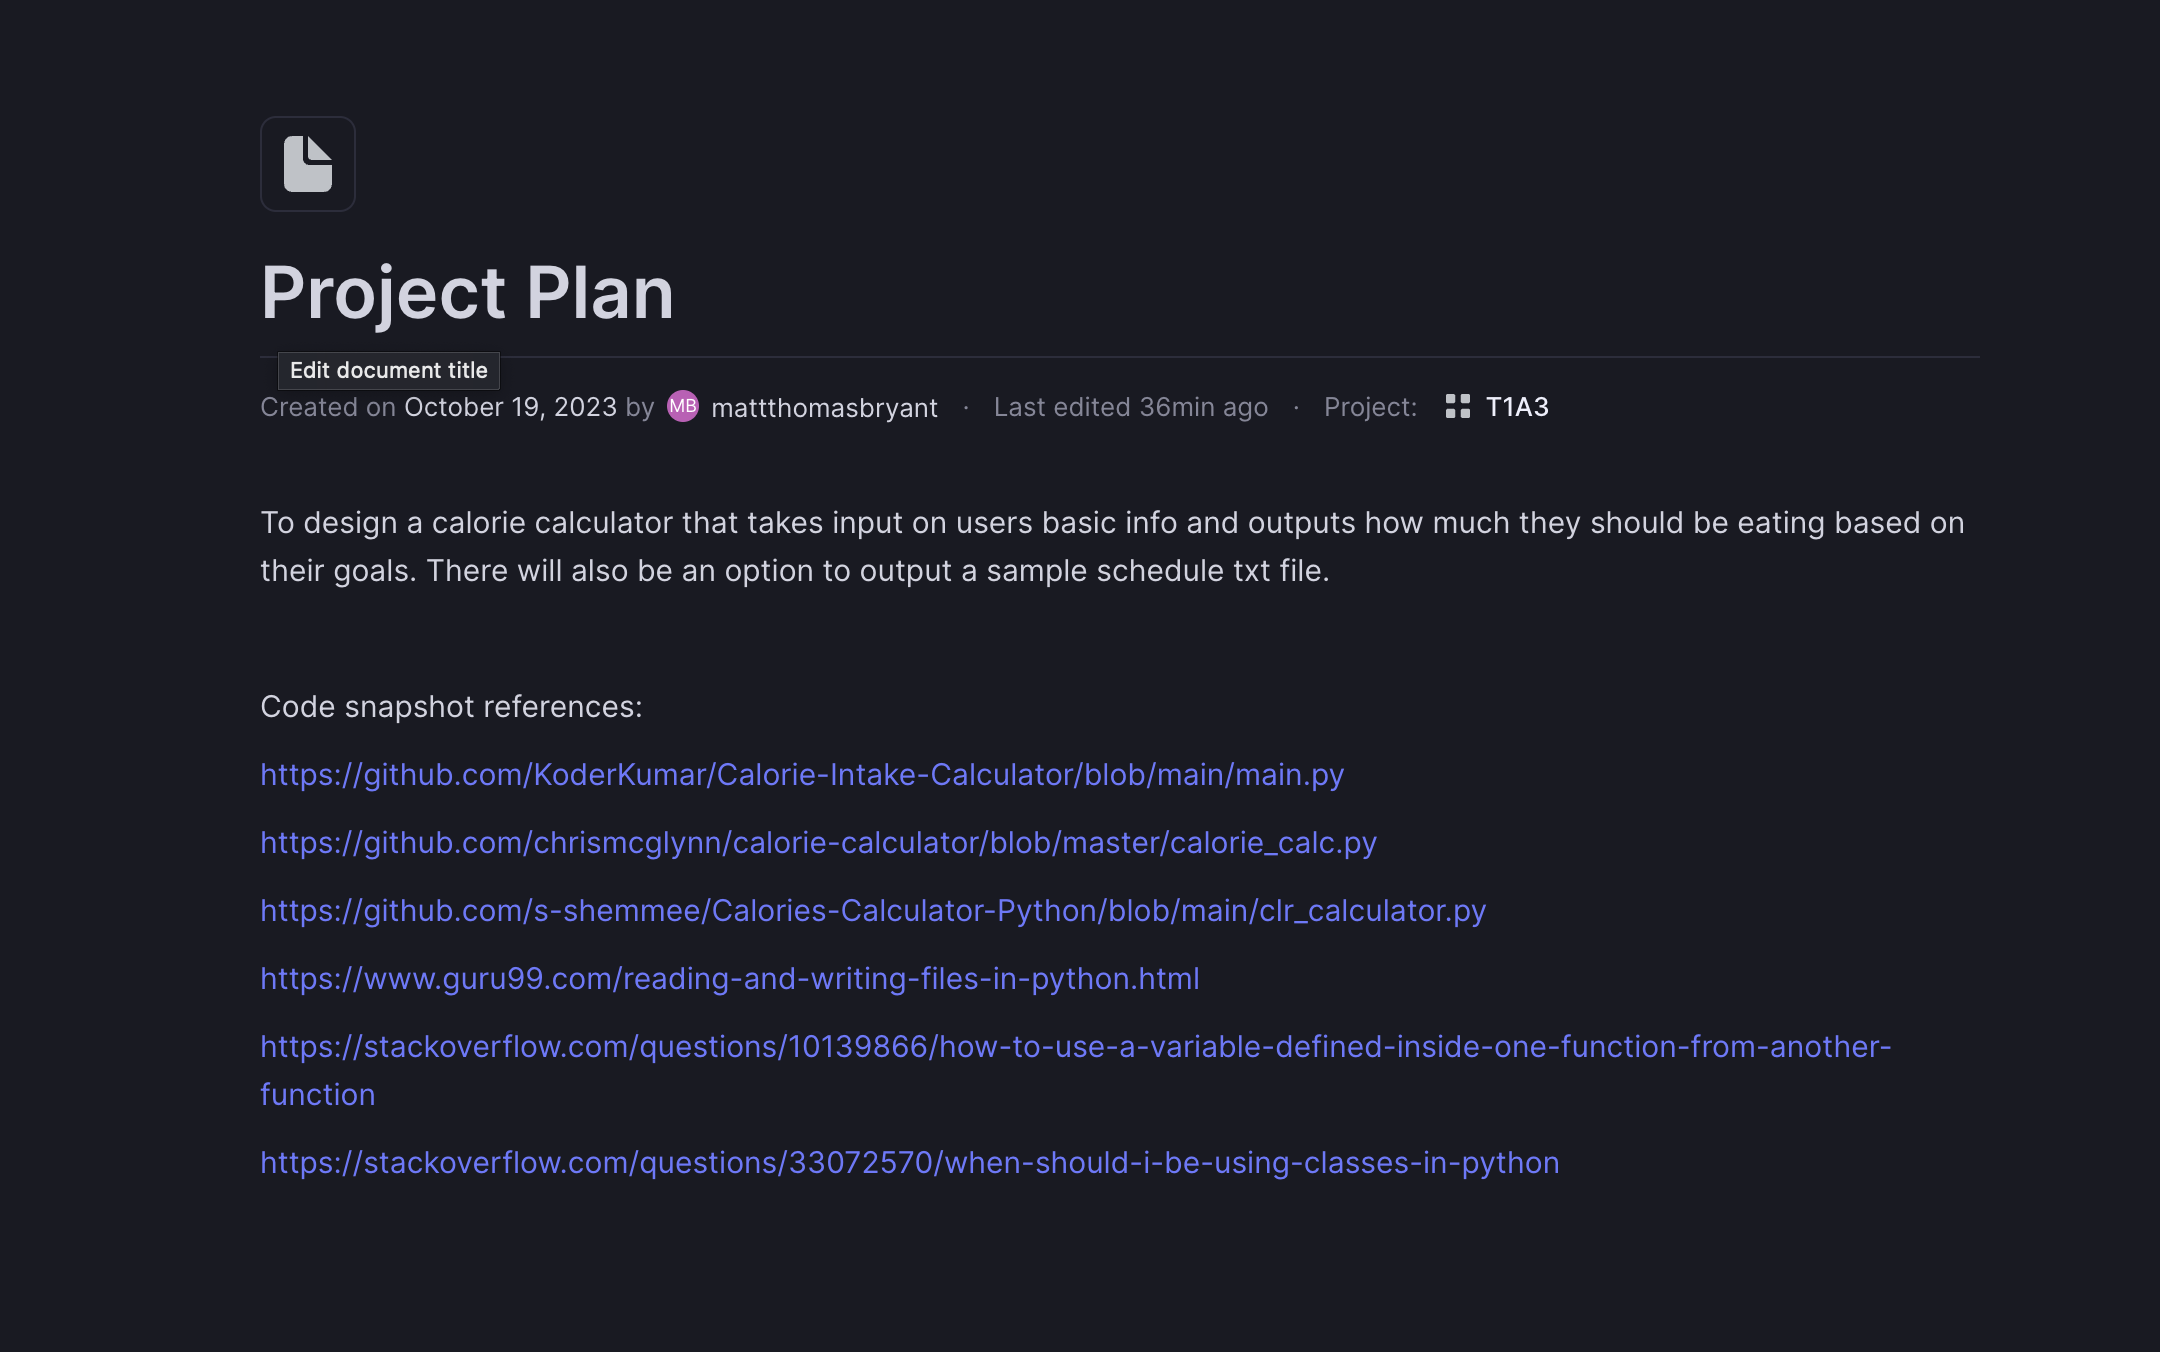 Project Plan
Edit document title
Created on October 19, 2023 by MB mattthomasbryant · Last edited 36min ago · Project: T1A3
To design a calorie calculator that takes input on users basic info and outputs how much they should be eating based on
their goals. There will also be an option to output a sample schedule txt file.
Code snapshot references:
https://github.com/KoderKumar/Calorie-Intake-Calculator/blob/main/main.py
https://github.com/chrismcglynn/calorie-calculator/blob/master/calorie_calc.py
https://github.com/s-shemmee/Calories-Calculator-Python/blob/main/clr_calculator.py
https://www.guru99.com/reading-and-writing-files-in-python.html
https://stackoverflow.com/questions/10139866/how-to-use-a-variable-defined-inside-one-function-from-another-
function
https://stackoverflow.com/questions/33072570/when-should-i-be-using-classes-in-python